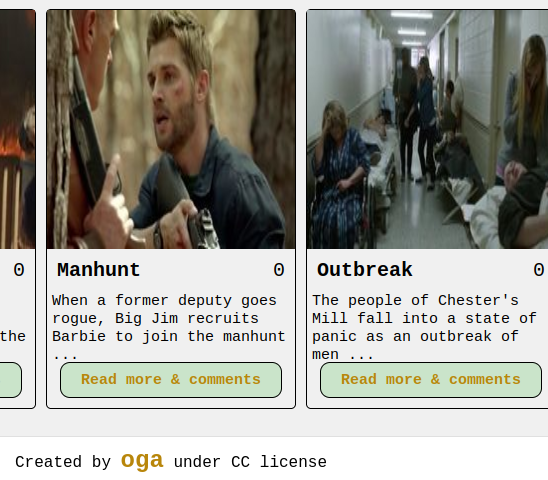 0
the
Manhunt 0
When a former deputy goes
rogue, Big Jim recruits
Barbie to join the manhunt
...
Read more & comments
Outbreak 0
The people of Chester's
Mill fall into a state of
panic as an outbreak of
men ...
Read more & comments
Created by oga under CC license